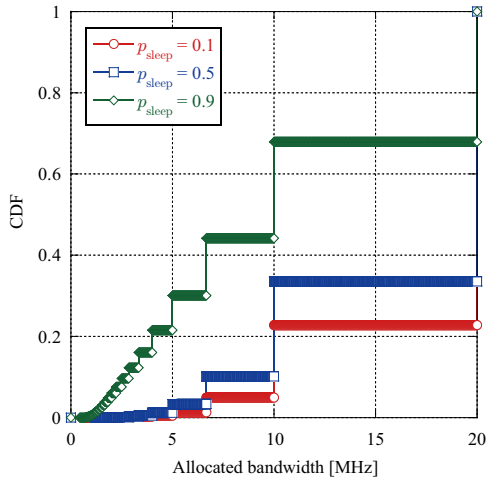 1
p_sleep = 0.1
p_sleep = 0.5
p_sleep = 0.9
0.8
0.6
0.4
0.2
0
CDF
0 5 10 15 20
Allocated bandwidth [MHz]